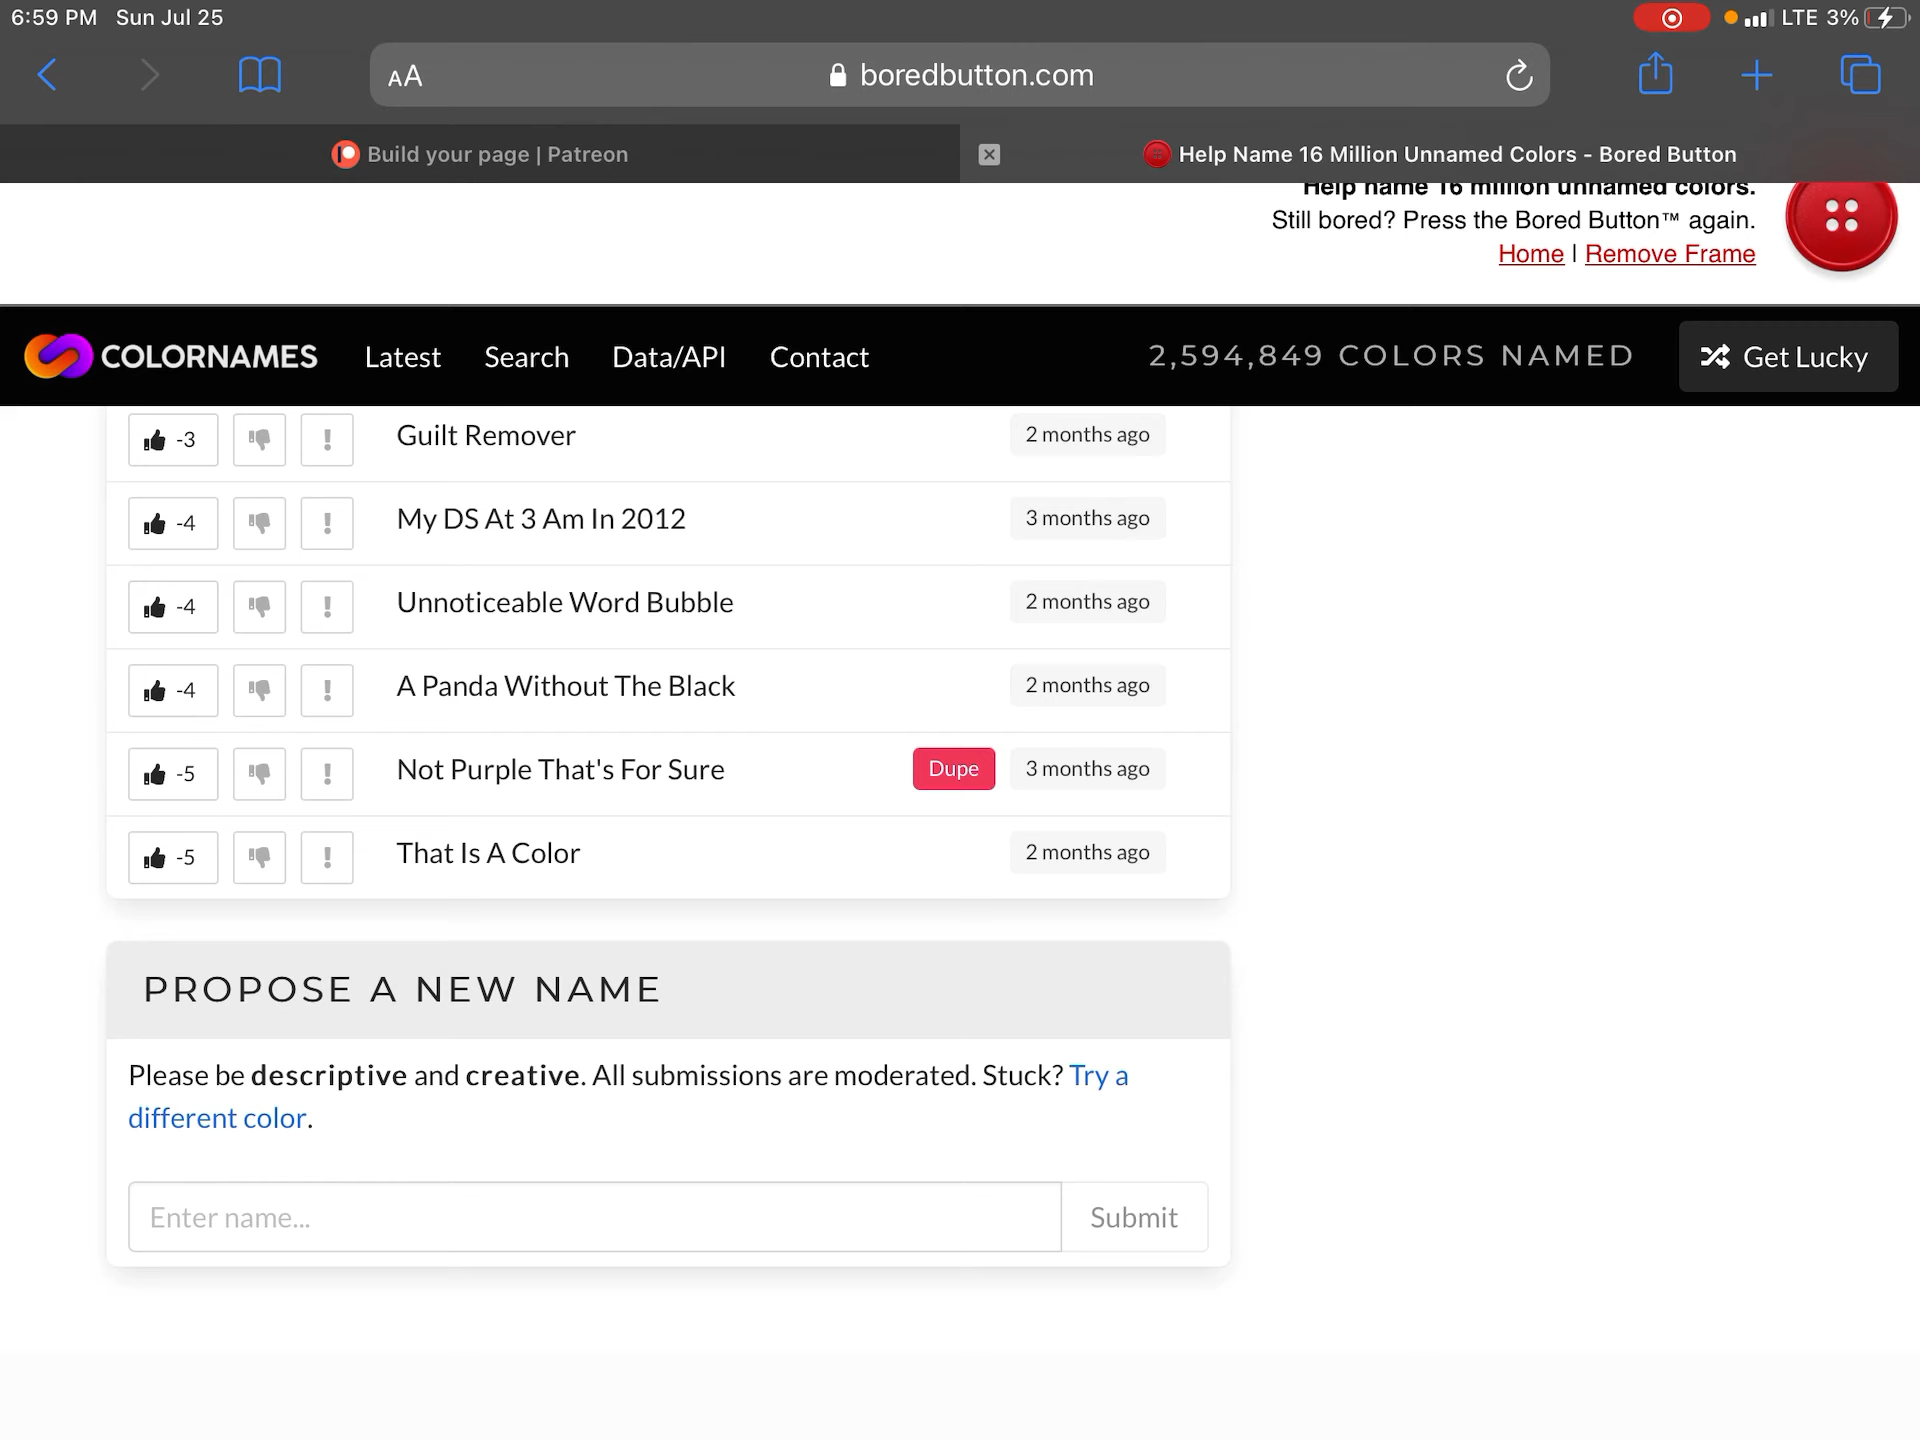 6:59 PM Sun Jul 25
LTE 3%
AA
boredbutton.com
Build your page | Patreon
Help Name 16 Million Unnamed Colors - Bored Button
Help name 16 million unnamed colors.
Still bored? Press the Bored Button™ again.
Home | Remove Frame
COLORNAMES Latest Search Data/API Contact 2,594,849 COLORS NAMED Get Lucky
-3 ! Guilt Remover 2 months ago
-4 ! My DS At 3 Am In 2012 3 months ago
-4 ! Unnoticeable Word Bubble 2 months ago
-4 ! A Panda Without The Black 2 months ago
-5 ! Not Purple That's For Sure Dupe 3 months ago
-5 ! That Is A Color 2 months ago
PROPOSE A NEW NAME
Please be descriptive and creative. All submissions are moderated. Stuck? Try a
different color.
Enter name... Submit